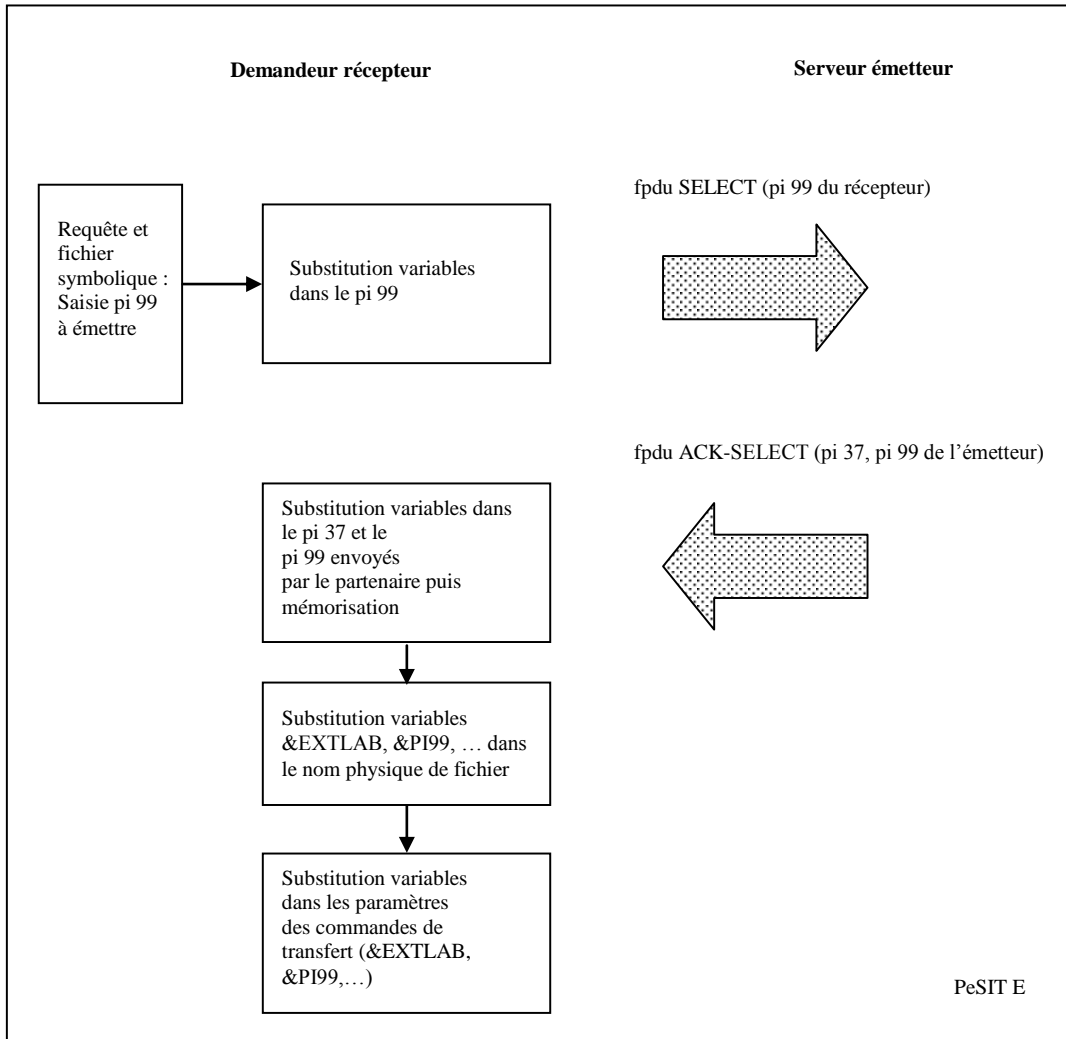 Demandeur récepteur
Serveur émetteur
fpdu SELECT (pi 99 du récepteur)
Requête et
fichier
symbolique :
Saisie pi 99
à émettre
Substitution variables
dans le pi 99
fpdu ACK-SELECT (pi 37, pi 99 de l’émetteur)
Substitution variables dans
le pi 37 et le
pi 99 envoyés
par le partenaire puis
mémorisation
Substitution variables
&EXTLAB, &PI99, … dans
le nom physique de fichier
Substitution variables
dans les paramètres
des commandes de
transfert (&EXTLAB,
&PI99,…)
PeSIT E